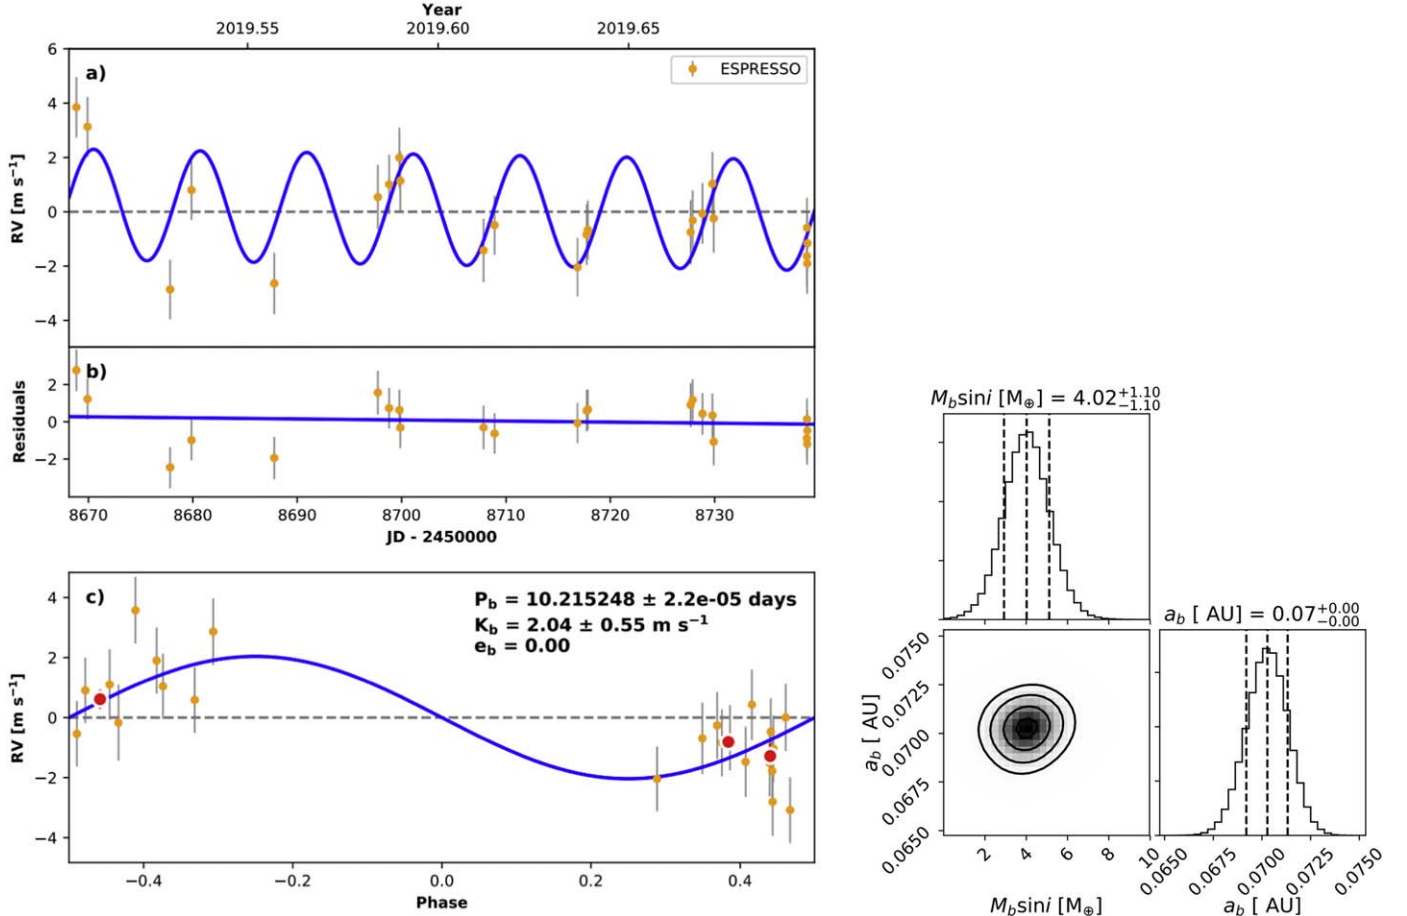 Year
2019.55 2019.60 2019.65
a)
ESPRESSO
6
4
2
0
−2
−4
RV [m s⁻¹]
b)
2
0
−2
Residuals
8670 8680 8690 8700 8710 8720 8730
JD - 2450000
c)
P_b = 10.215248 ± 2.2e-05 days
K_b = 2.04 ± 0.55 m s⁻¹
e_b = 0.00
4
2
0
−2
−4
RV [m s⁻¹]
−0.4 −0.2 0.0 0.2 0.4
Phase
M_b sin i [M_⊕] = 4.02^{+1.10}_{−1.10}
a_b [ AU] = 0.07^{+0.00}_{−0.00}
0.0750
0.0725
0.0700
0.0675
0.0650
a_b [ AU]
2 4 6 8 10
M_b sin i [M_⊕]
0.0650 0.0675 0.0700 0.0725 0.0750
a_b [ AU]